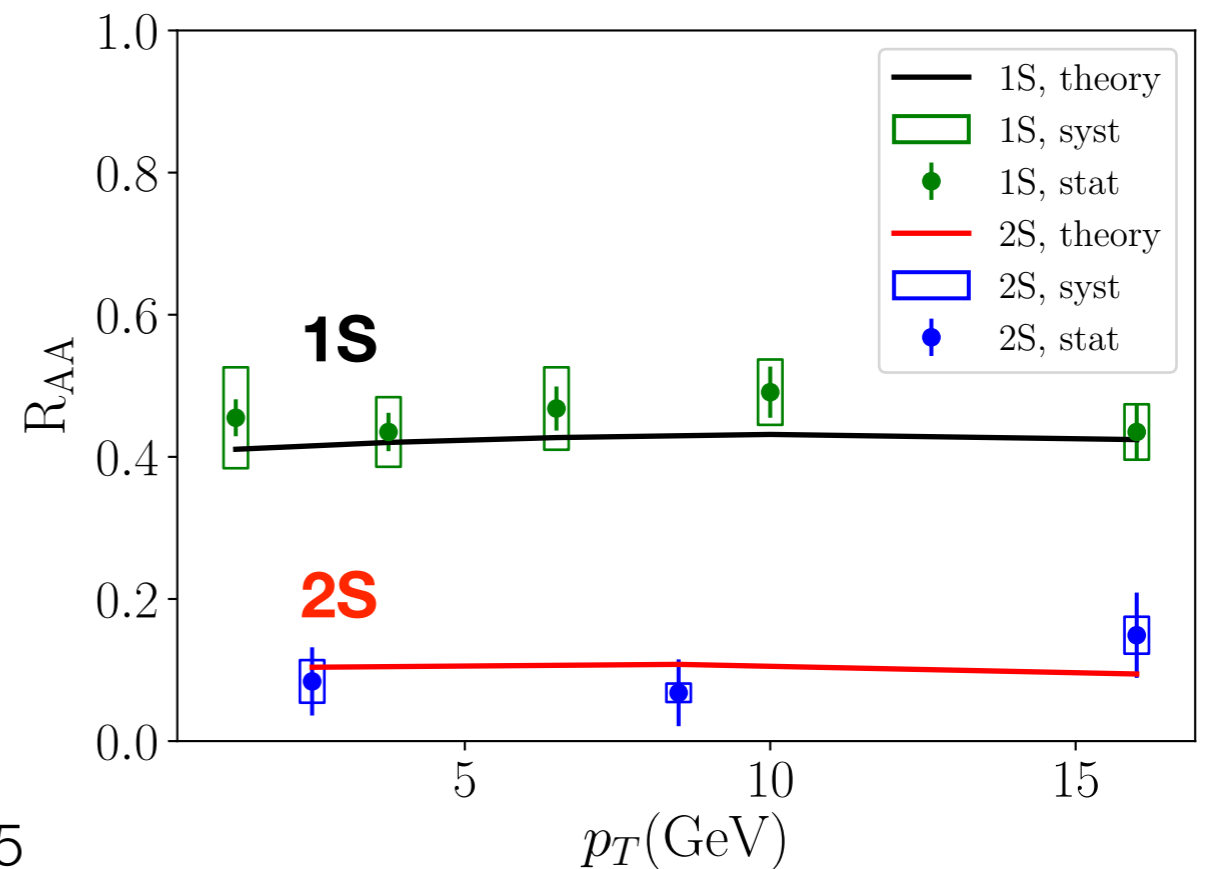 1.0
0.8
0.6
0.4
0.2
0.0
R_AA
1S, theory
1S, syst
1S, stat
2S, theory
2S, syst
2S, stat
1S
2S
5
10
15
p_T(GeV)
5